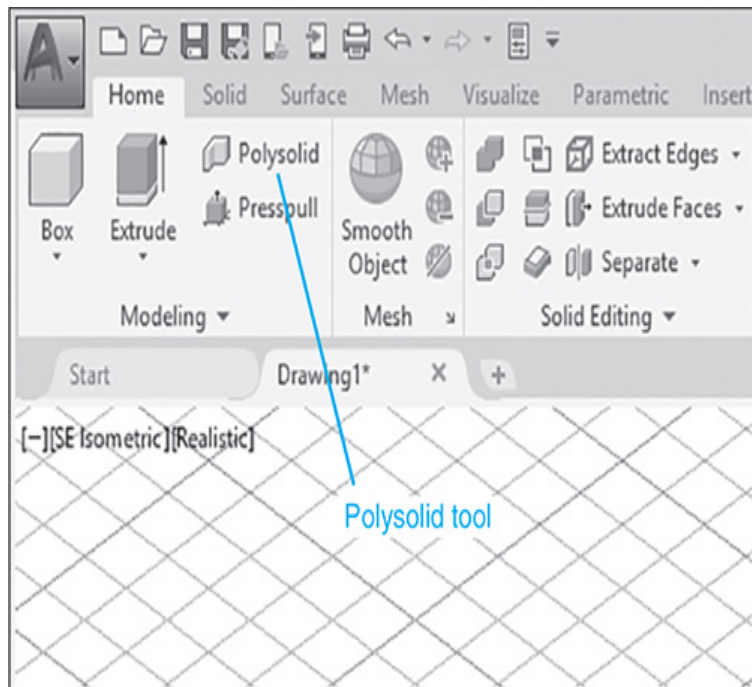 A
Home Solid Surface Mesh Visualize Parametric Insert
Polysolid
Extract Edges
Presspull
Extrude Faces
Box Extrude Smooth Object
Separate
Modeling Mesh Solid Editing
Start Drawing1*
[−][SE Isometric][Realistic]
Polysolid tool